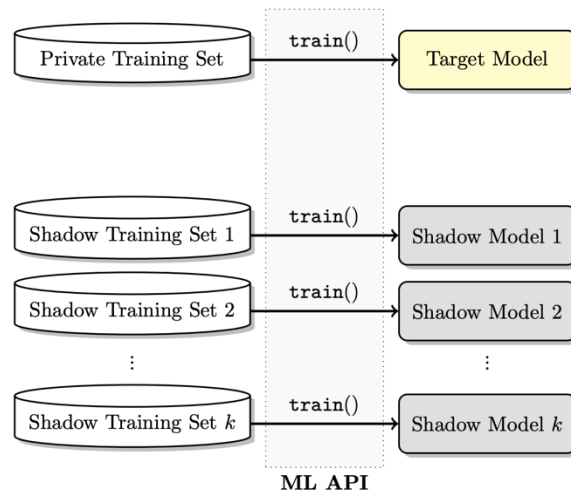 Private Training Set train() Target Model
Shadow Training Set 1 train() Shadow Model 1
Shadow Training Set 2 train() Shadow Model 2
⋮ ⋮
Shadow Training Set k train() Shadow Model k
ML API